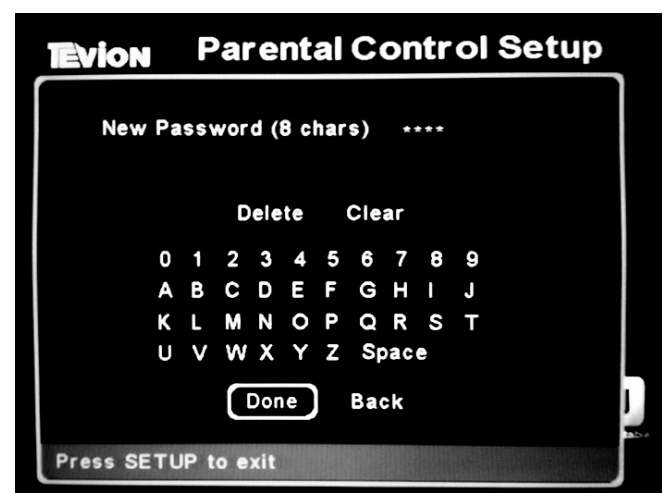 TEVION Parental Control Setup
New Password (8 chars) ****
Delete Clear
0 1 2 3 4 5 6 7 8 9
A B C D E F G H I J
K L M N O P Q R S T
U V W X Y Z Space
Done Back
Press SETUP to exit